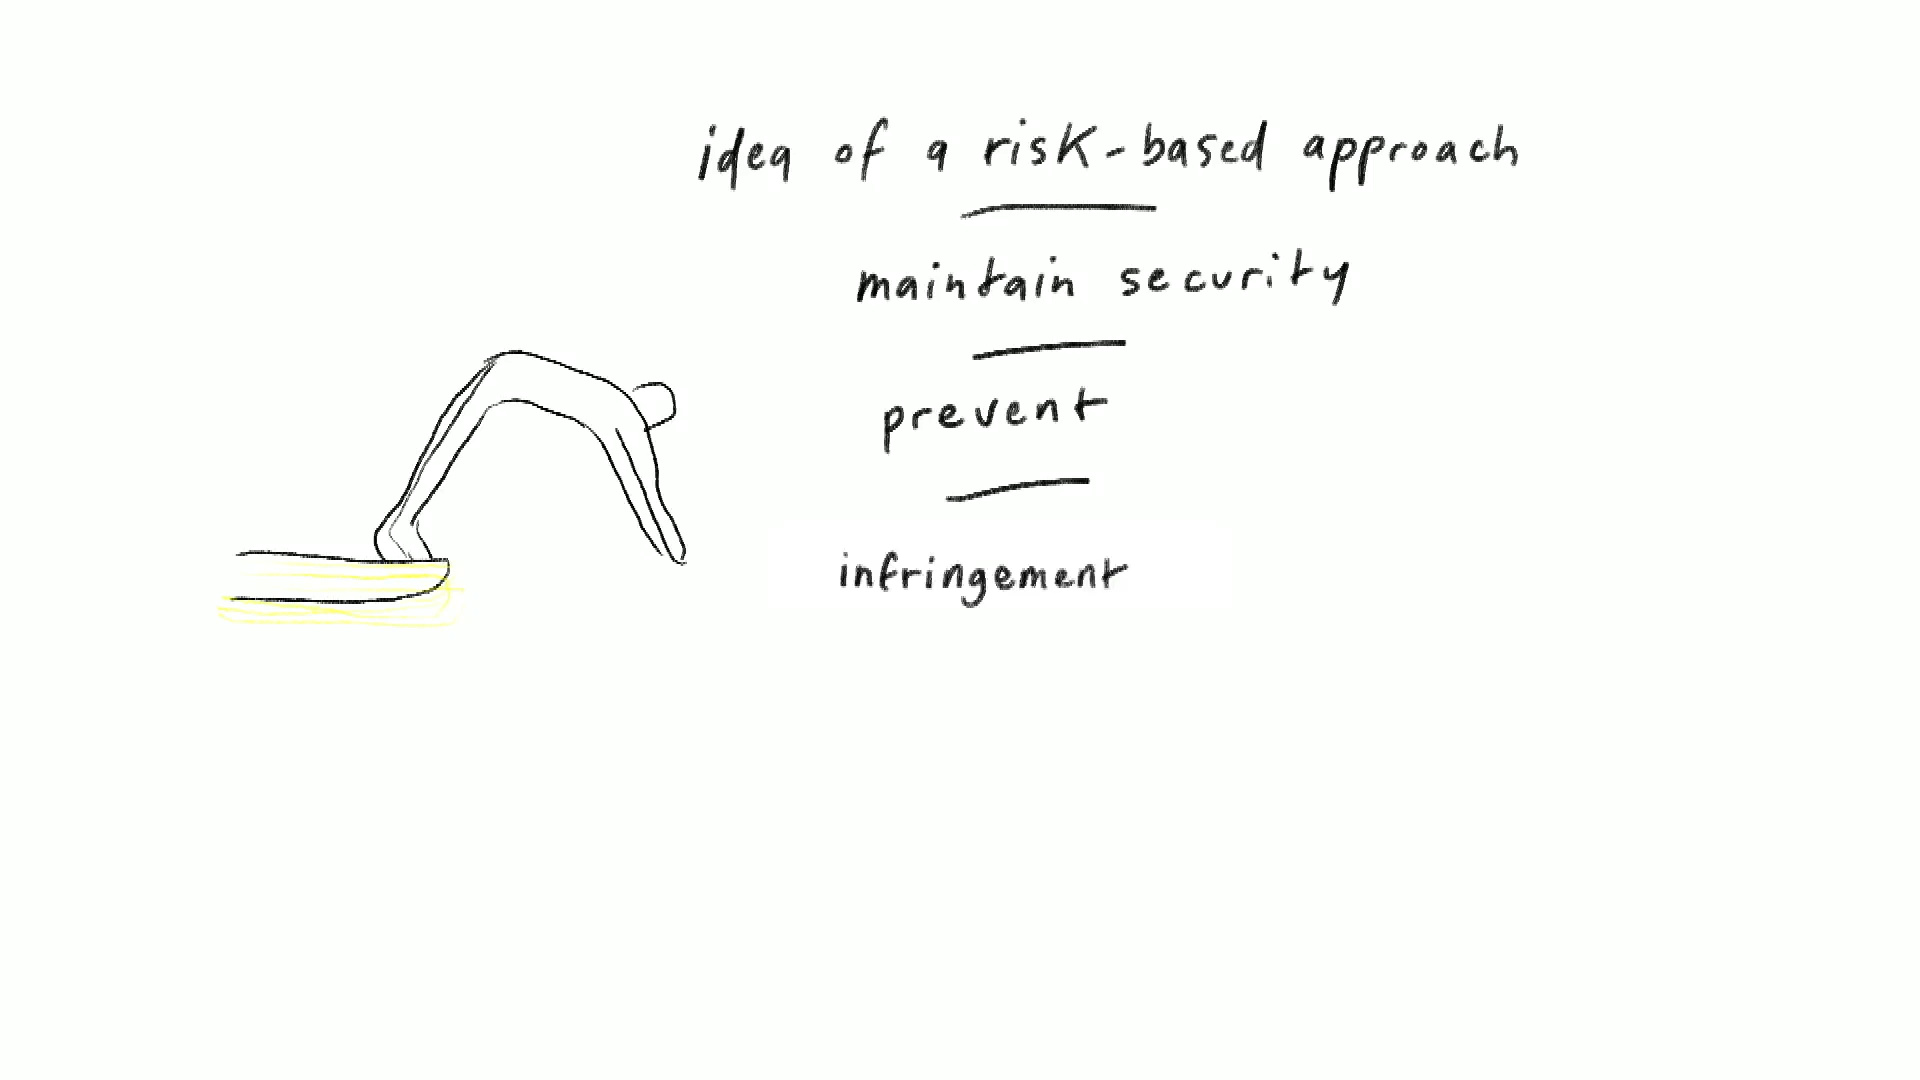 idea of a risk-based approach
maintain security
prevent
infringement